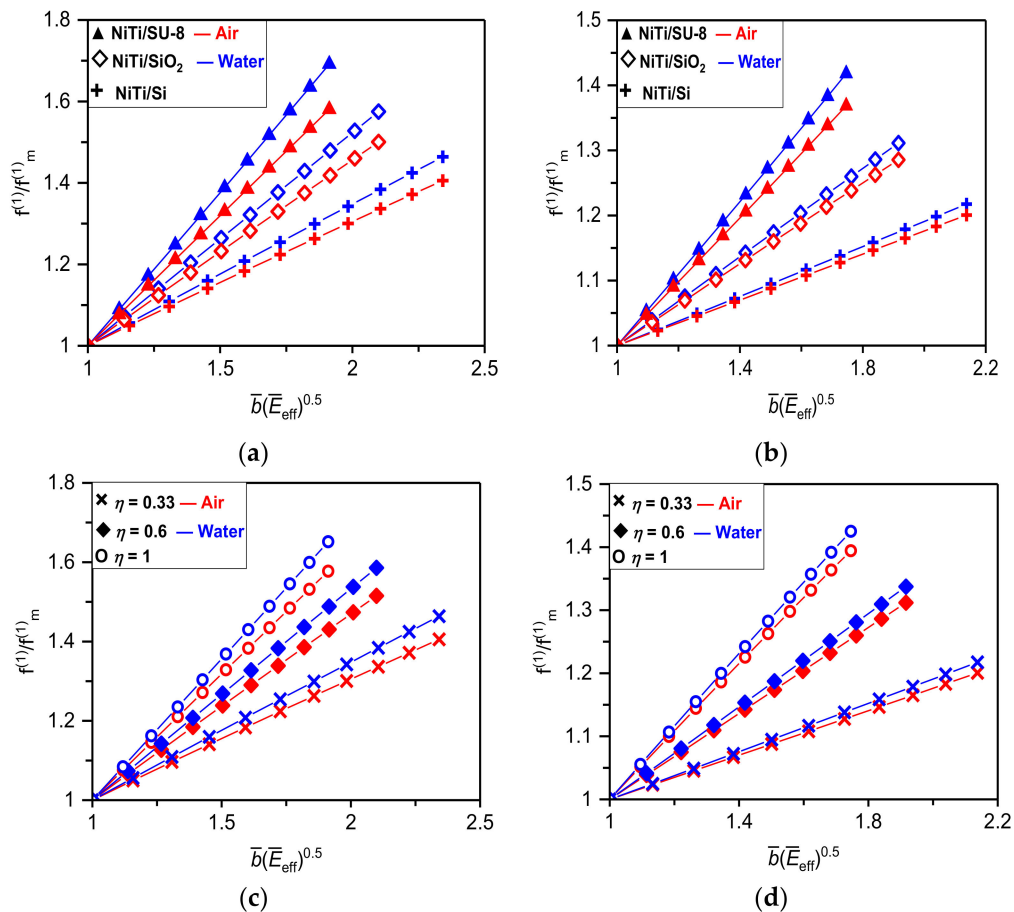 1.8
1.6
1.4
1.2
1
f(1)/f(1)m
NiTi/SU-8 — Air
NiTi/SiO2 — Water
NiTi/Si
1 1.5 2 2.5
b̅(E̅eff)0.5
(a)
1.5
1.4
1.3
1.2
1.1
1.0
f(1)/f(1)m
NiTi/SU-8 — Air
NiTi/SiO2 — Water
NiTi/Si
1 1.4 1.8 2.2
b̅(E̅eff)0.5
(b)
1.8
1.6
1.4
1.2
1
f(1)/f(1)m
η = 0.33 — Air
η = 0.6 — Water
η = 1
1 1.5 2 2.5
b̅(E̅eff)0.5
(c)
1.5
1.4
1.3
1.2
1.1
1.0
f(1)/f(1)m
η = 0.33 — Air
η = 0.6 — Water
η = 1
1 1.4 1.8 2.2
b̅(E̅eff)0.5
(d)